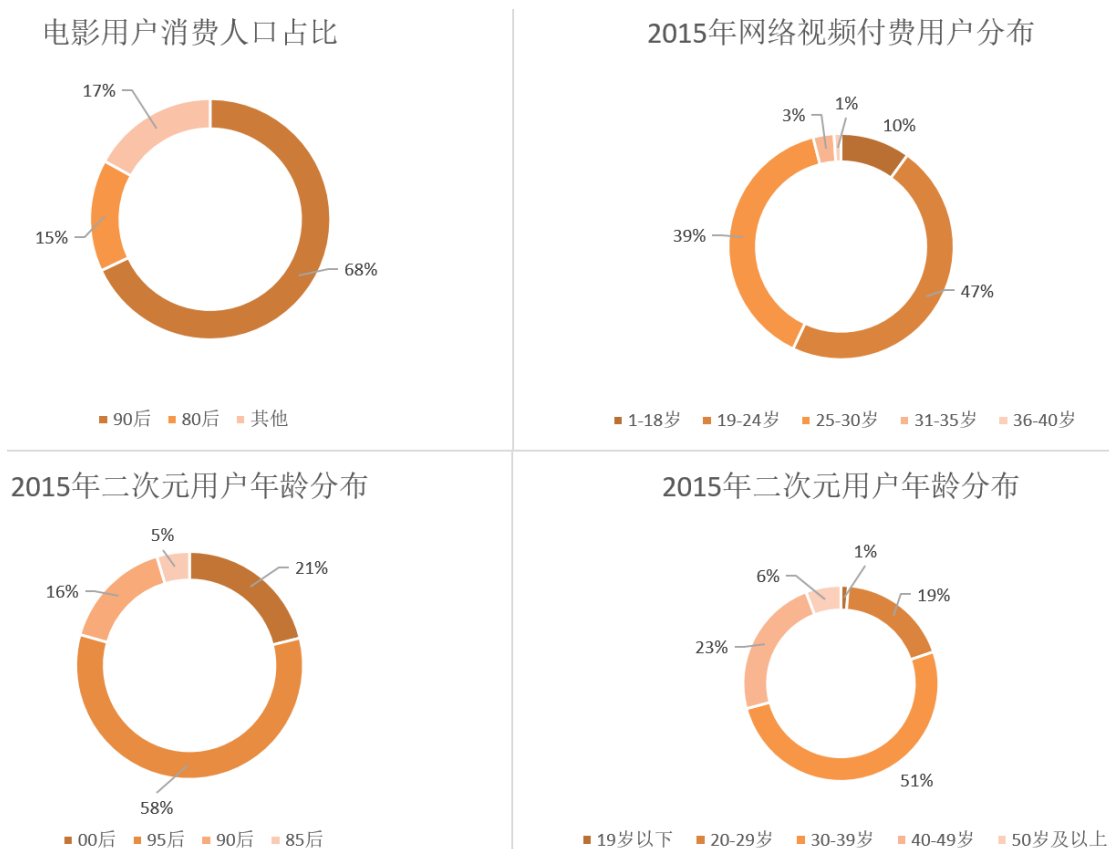 电影用户消费人口占比
17%
15%
68%
90后 80后 其他
2015年网络视频付费用户分布
1%
3%
10%
39%
47%
1-18岁 19-24岁 25-30岁 31-35岁 36-40岁
2015年二次元用户年龄分布
5%
21%
16%
58%
00后 95后 90后 85后
2015年二次元用户年龄分布
1%
6%
19%
23%
51%
19岁以下 20-29岁 30-39岁 40-49岁 50岁及以上